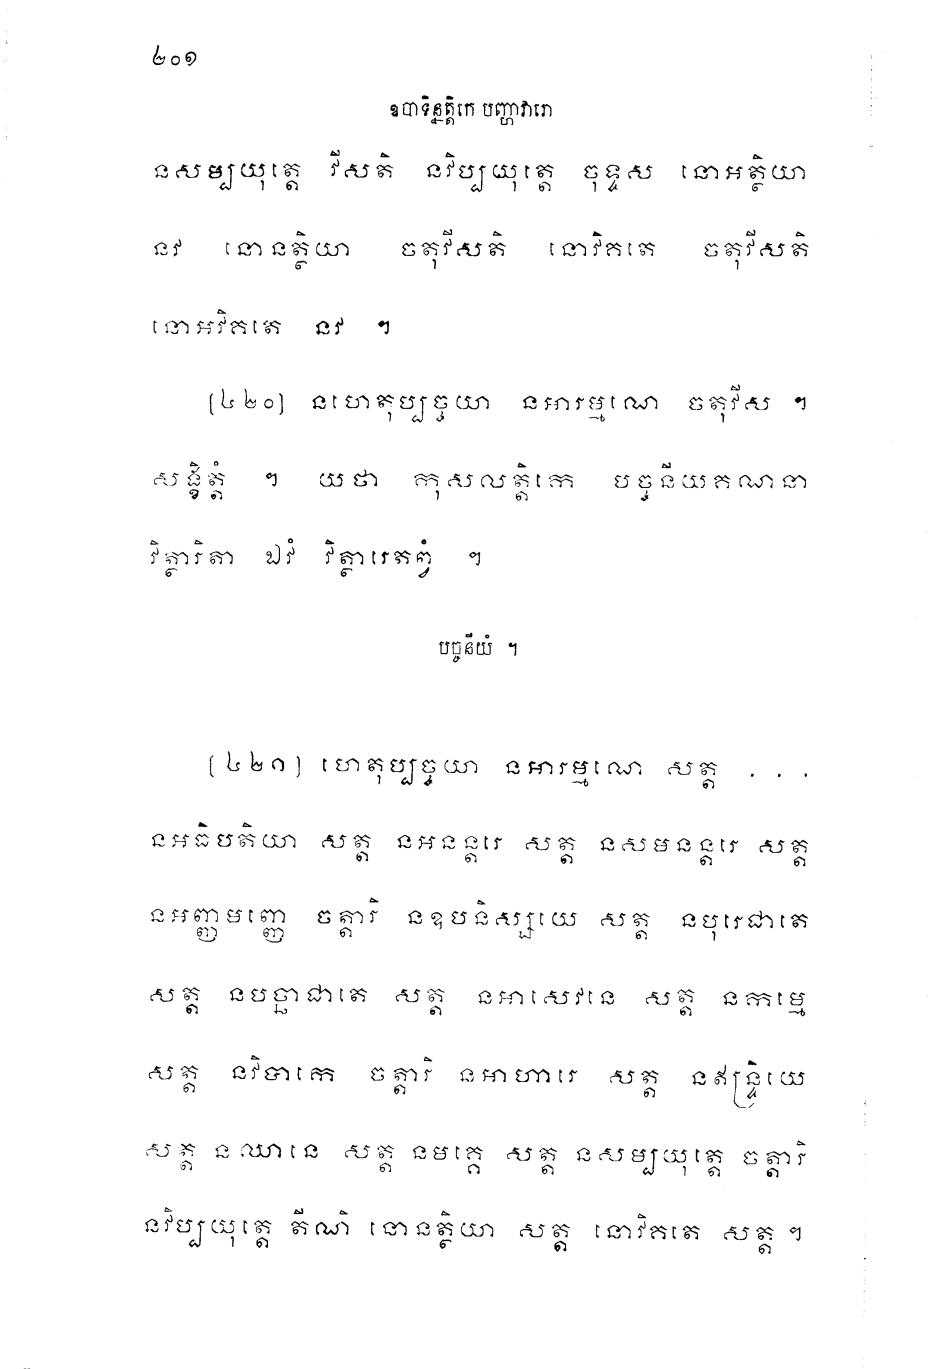 ៤០១
ឧបាទិន្នត្តិកេ បញ្ហាវារោ
នសម្បយុត្តេ វីសតិ នវិប្បយុត្តេ ចុទ្ទស នោអត្ថិយា
នវ នោនត្ថិយា ចតុវីសតិ នោវិគតេ ចតុវីសតិ
នោអវិគតេ នវ ។
[៤២០] នហេតុប្បច្ចយា នអារម្មណេ ចតុវីស ។
សង្ខិត្តំ ។ យថា កុសលត្តិកេ បច្ចនីយគណនា
វិត្ថារិតា ឯវំ វិត្ថារេតព្វំ ។
បច្ចនីយំ ។
[៤២១] ហេតុប្បច្ចយា នអារម្មណេ សត្ត ...
នអធិបតិយា សត្ត នអនន្តរេ សត្ត នសមនន្តរេ សត្ត
នអញ្ញមញ្ញេ ចត្តារិ នឧបនិស្សយេ សត្ត នបុរេជាតេ
សត្ត នបច្ឆាជាតេ សត្ត នអាសេវនេ សត្ត នកម្មេ
សត្ត នវិបាកេ ចត្តារិ នអាហារេ សត្ត នឥន្ទ្រិយេ
សត្ត នឈានេ សត្ត នមគ្គេ សត្ត នសម្បយុត្តេ ចត្តារិ
នវិប្បយុត្តេ តីណិ នោនត្ថិយា សត្ត នោវិគតេ សត្ត ។